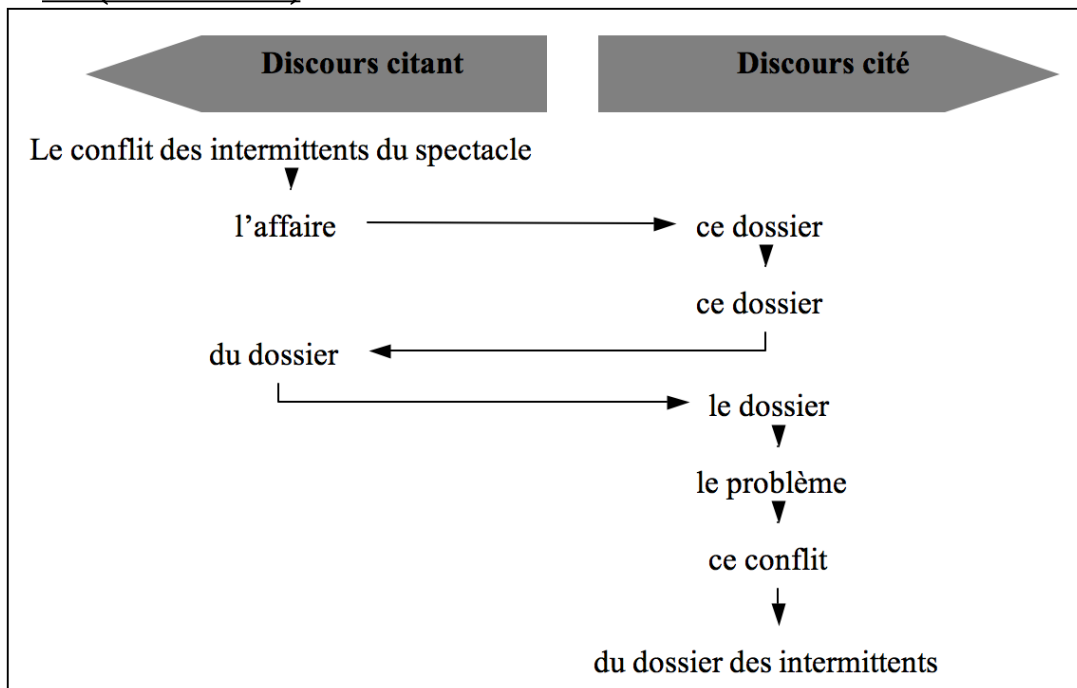 Discours citant
Discours cité
Le conflit des intermittents du spectacle
l’affaire
ce dossier
ce dossier
du dossier
le dossier
le problème
ce conflit
du dossier des intermittents